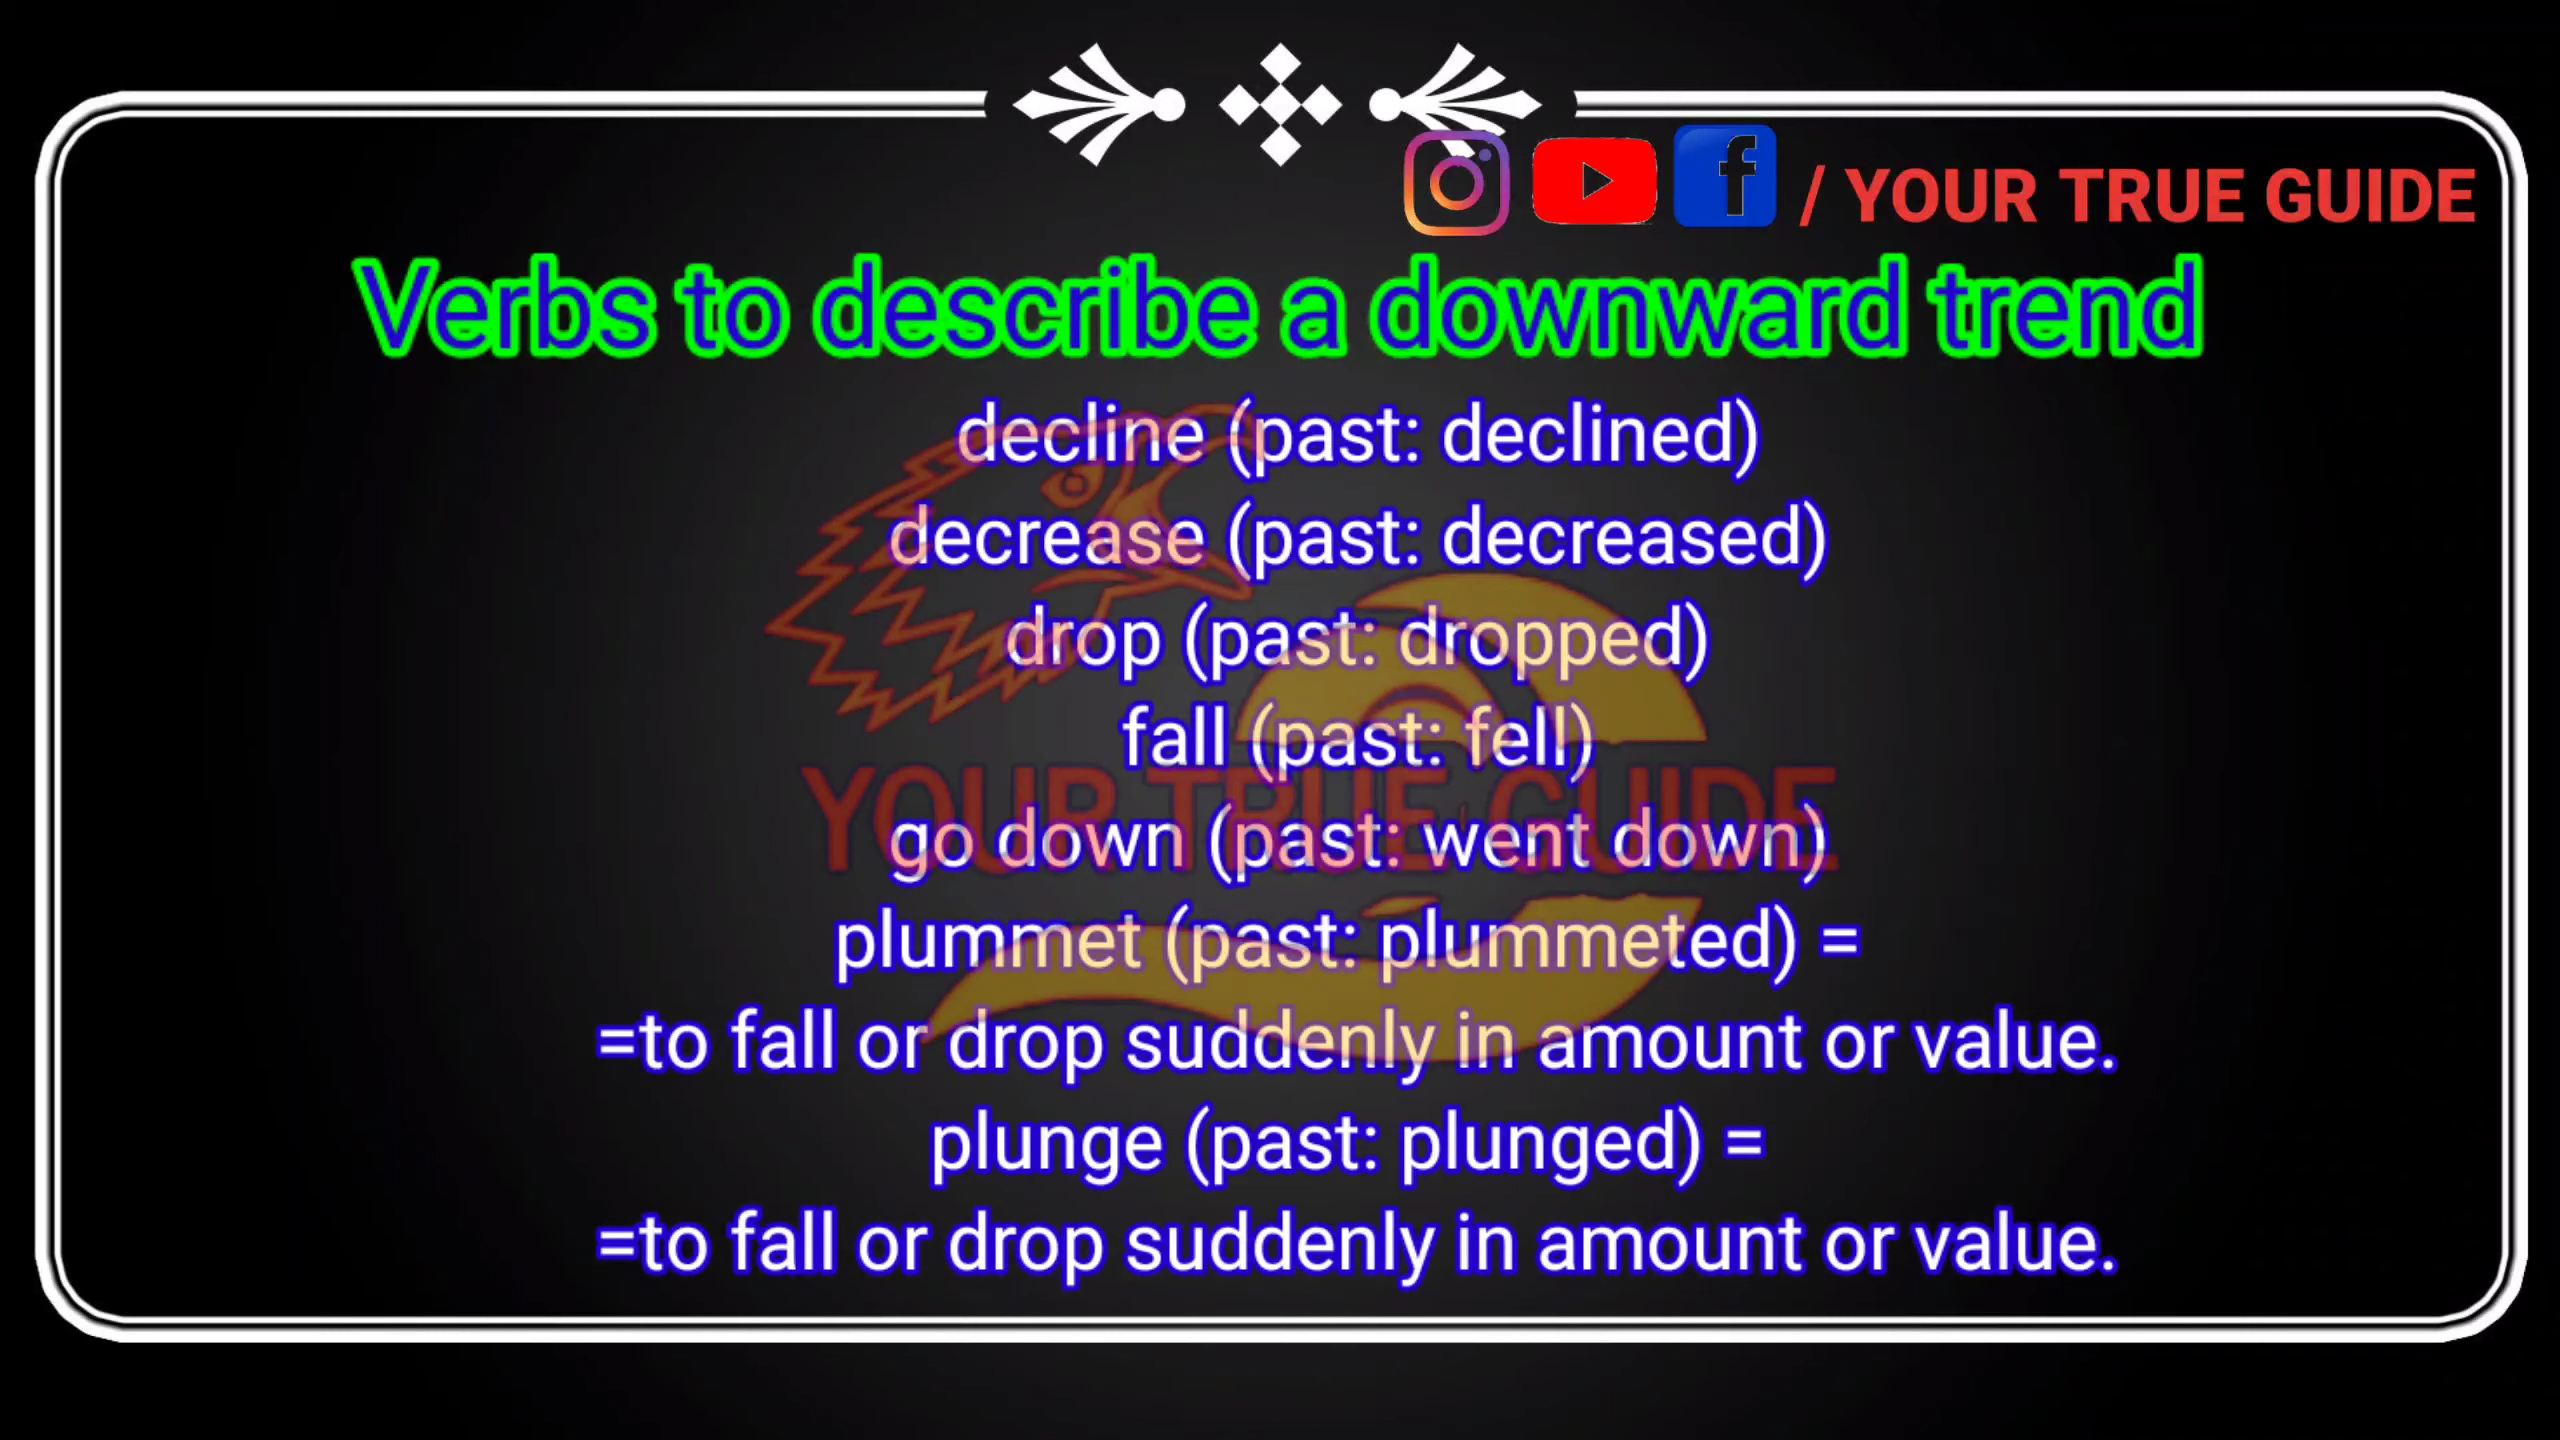 / YOUR TRUE GUIDE
Verbs to describe a downward trend
decline (past: declined)
decrease (past: decreased)
drop (past: dropped)
fall (past: fell)
YOUR TRUE GUIDE
go down (past: went down)
plummet (past: plummeted) =
=to fall or drop suddenly in amount or value.
plunge (past: plunged) =
=to fall or drop suddenly in amount or value.